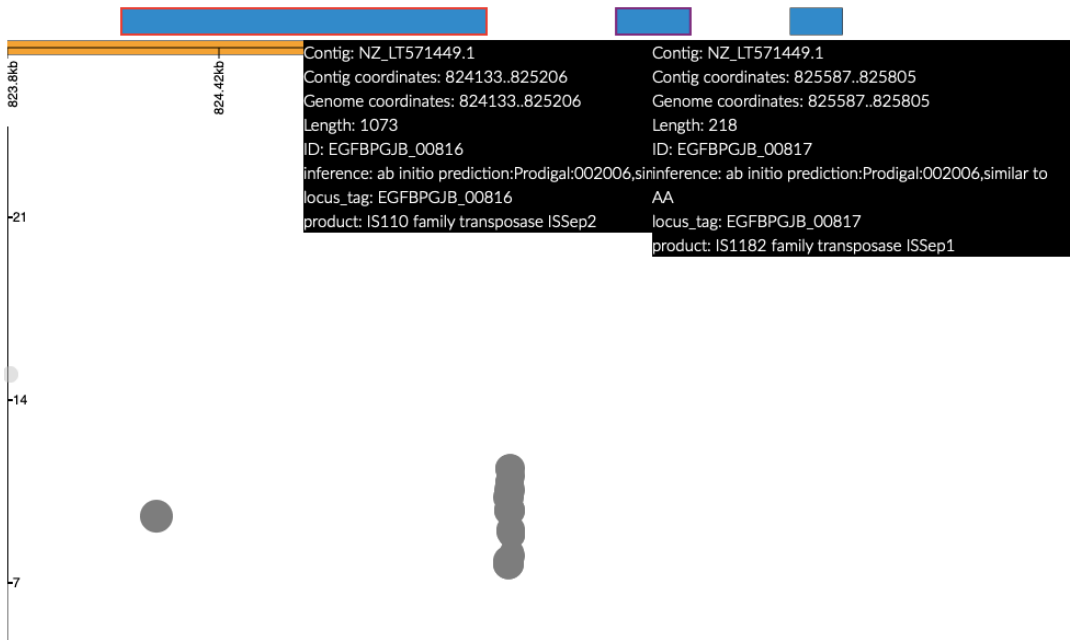 823.8kb
824.42kb
Contig: NZ_LT571449.1
Contig coordinates: 824133..825206
Genome coordinates: 824133..825206
Length: 1073
ID: EGFBPGJB_00816
inference: ab initio prediction:Prodigal:002006,sin
locus_tag: EGFBPGJB_00816
product: IS110 family transposase ISSep2
Contig: NZ_LT571449.1
Contig coordinates: 825587..825805
Genome coordinates: 825587..825805
Length: 218
ID: EGFBPGJB_00817
inference: ab initio prediction:Prodigal:002006,similar to
AA
locus_tag: EGFBPGJB_00817
product: IS1182 family transposase ISSep1
21
14
7